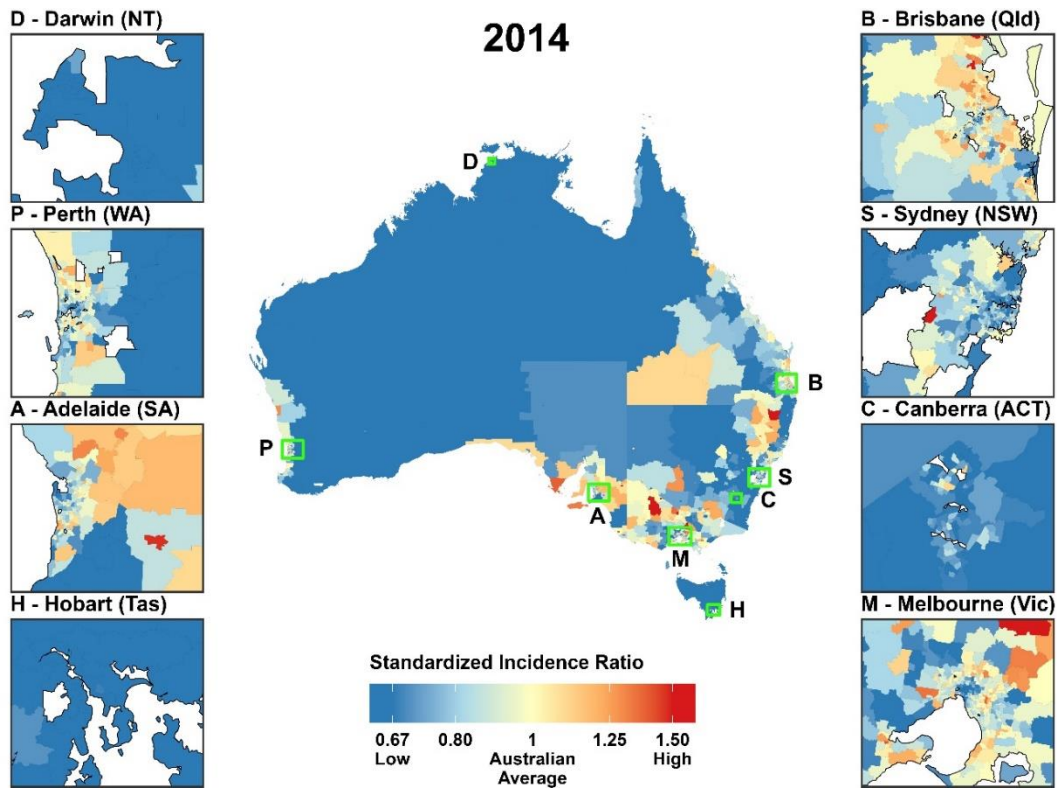 D - Darwin (NT)
2014
B - Brisbane (Qld)
P - Perth (WA)
S - Sydney (NSW)
A - Adelaide (SA)
C - Canberra (ACT)
H - Hobart (Tas)
M - Melbourne (Vic)
D
B
P
S
C
A
M
H
Standardized Incidence Ratio
0.67 0.80 1 1.25 1.50
Low Australian High
Average